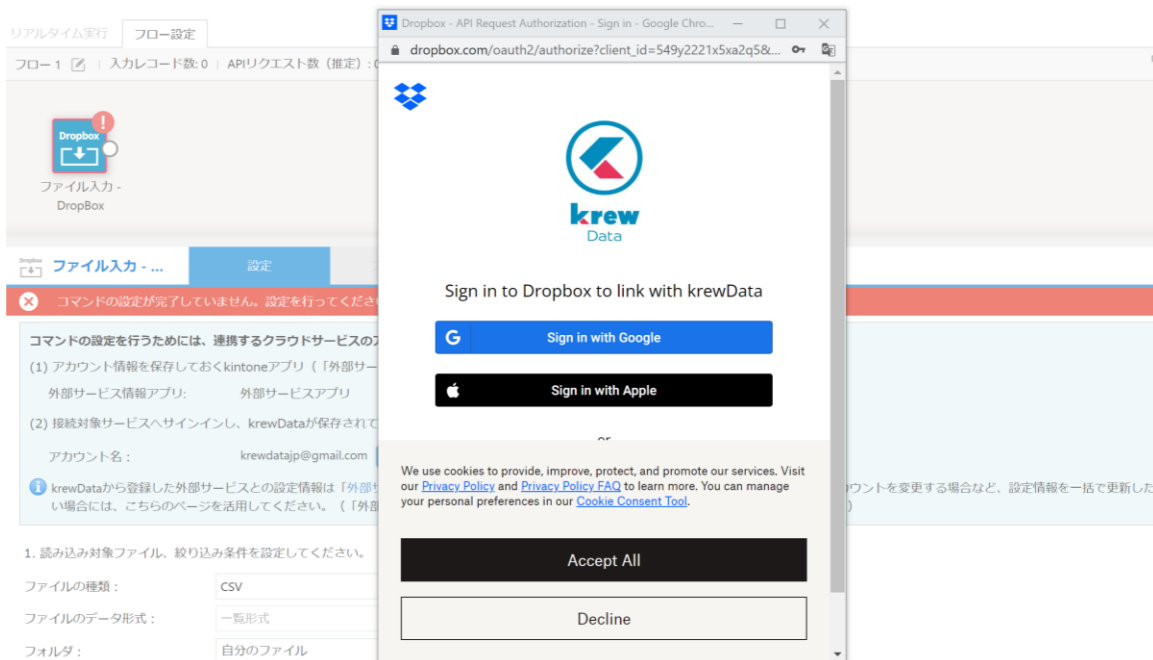 リアルタイム実行
フロー設定
フロー 1
入力レコード数: 0
APIリクエスト数（推定）: 0
Dropbox
ファイル入力 -
DropBox
Dropbox
ファイル入力 - ...
設定
コマンドの設定が完了していません。設定を行ってくださ
コマンドの設定を行うためには、連携するクラウドサービスの
(1) アカウント情報を保存しておくkintoneアプリ（「外部サー
外部サービス情報アプリ:
外部サービスアプリ
(2) 接続対象サービスへサインインし、krewDataが保存されて
アカウント名：
krewdatajp@gmail.com
krewDataから登録した外部サービスとの設定情報は「外部
ウントを変更する場合など、設定情報を一括で更新した
い場合には、こちらのページを活用してください。（「外部
）
1. 読み込み対象ファイル、絞り込み条件を設定してください。
ファイルの種類：
CSV
ファイルのデータ形式：
一覧形式
フォルダ：
自分のファイル
Dropbox - API Request Authorization - Sign in - Google Chro...
dropbox.com/oauth2/authorize?client_id=549y2221x5xa2q5&...
krew
Data
Sign in to Dropbox to link with krewData
G
Sign in with Google
Sign in with Apple
We use cookies to provide, improve, protect, and promote our services. Visit
our Privacy Policy and Privacy Policy FAQ to learn more. You can manage
your personal preferences in our Cookie Consent Tool.
Accept All
Decline